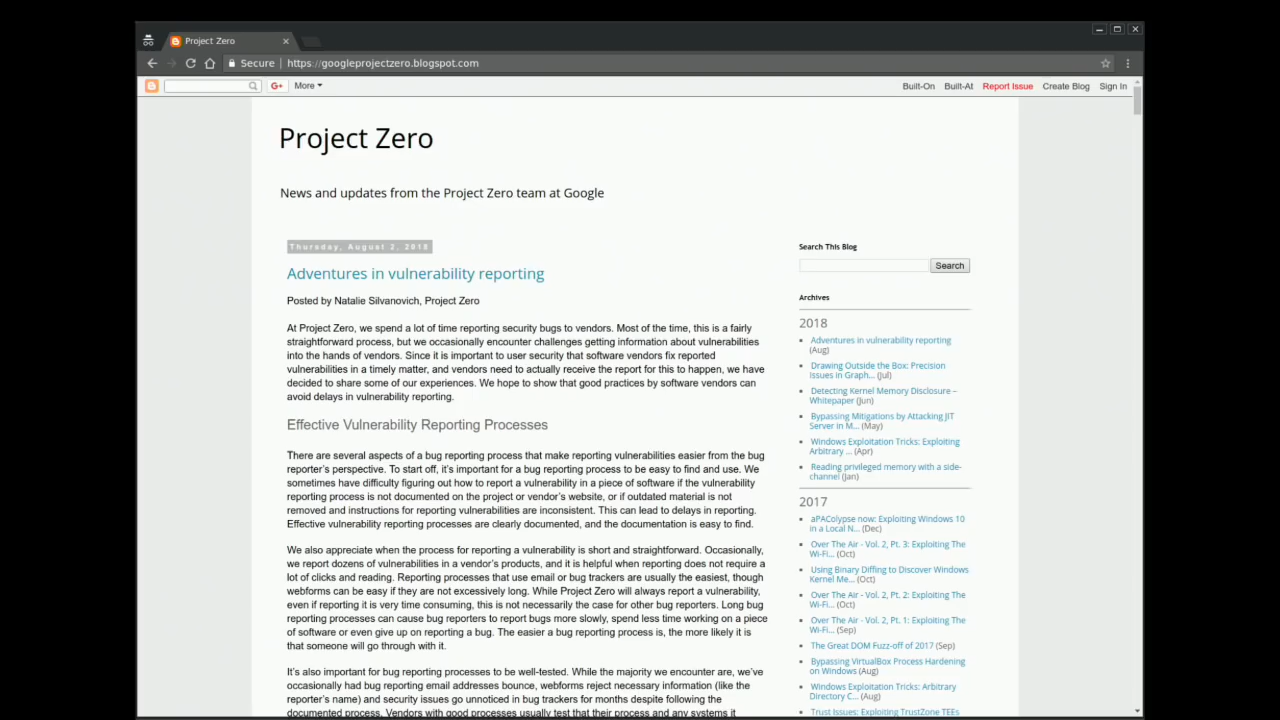 Project Zero
Secure https://googleprojectzero.blogspot.com
G+ More Built-On Built-At Report Issue Create Blog Sign In
Project Zero
News and updates from the Project Zero team at Google
Thursday, August 2, 2018
Adventures in vulnerability reporting
Posted by Natalie Silvanovich, Project Zero
At Project Zero, we spend a lot of time reporting security bugs to vendors. Most of the time, this is a fairly
straightforward process, but we occasionally encounter challenges getting information about vulnerabilities
into the hands of vendors. Since it is important to user security that software vendors fix reported
vulnerabilities in a timely matter, and vendors need to actually receive the report for this to happen, we have
decided to share some of our experiences. We hope to show that good practices by software vendors can
avoid delays in vulnerability reporting.
Effective Vulnerability Reporting Processes
There are several aspects of a bug reporting process that make reporting vulnerabilities easier from the bug
reporter's perspective. To start off, it's important for a bug reporting process to be easy to find and use. We
sometimes have difficulty figuring out how to report a vulnerability in a piece of software if the vulnerability
reporting process is not documented on the project or vendor's website, or if outdated material is not
removed and instructions for reporting vulnerabilities are inconsistent. This can lead to delays in reporting.
Effective vulnerability reporting processes are clearly documented, and the documentation is easy to find.
We also appreciate when the process for reporting a vulnerability is short and straightforward. Occasionally,
we report dozens of vulnerabilities in a vendor's products, and it is helpful when reporting does not require a
lot of clicks and reading. Reporting processes that use email or bug trackers are usually the easiest, though
webforms can be easy if they are not excessively long. While Project Zero will always report a vulnerability,
even if reporting it is very time consuming, this is not necessarily the case for other bug reporters. Long bug
reporting processes can cause bug reporters to report bugs more slowly, spend less time working on a piece
of software or even give up on reporting a bug. The easier a bug reporting process is, the more likely it is
that someone will go through with it.
It's also important for bug reporting processes to be well-tested. While the majority we encounter are, we've
occasionally had bug reporting email addresses bounce, webforms reject necessary information (like the
reporter's name) and security issues go unnoticed in bug trackers for months despite following the
documented process. Vendors with good processes usually test that their process and any systems it
Search This Blog
Search
Archives
2018
Adventures in vulnerability reporting
(Aug)
Drawing Outside the Box: Precision
Issues in Graph... (Jul)
Detecting Kernel Memory Disclosure –
Whitepaper (Jun)
Bypassing Mitigations by Attacking JIT
Server in M... (May)
Windows Exploitation Tricks: Exploiting
Arbitrary ... (Apr)
Reading privileged memory with a side-
channel (Jan)
2017
aPAColypse now: Exploiting Windows 10
in a Local N... (Dec)
Over The Air - Vol. 2, Pt. 3: Exploiting The
Wi-Fi... (Oct)
Using Binary Diffing to Discover Windows
Kernel Me... (Oct)
Over The Air - Vol. 2, Pt. 2: Exploiting The
Wi-Fi... (Oct)
Over The Air - Vol. 2, Pt. 1: Exploiting The
Wi-Fi... (Sep)
The Great DOM Fuzz-off of 2017 (Sep)
Bypassing VirtualBox Process Hardening
on Windows (Aug)
Windows Exploitation Tricks: Arbitrary
Directory C... (Aug)
Trust Issues: Exploiting TrustZone TEEs